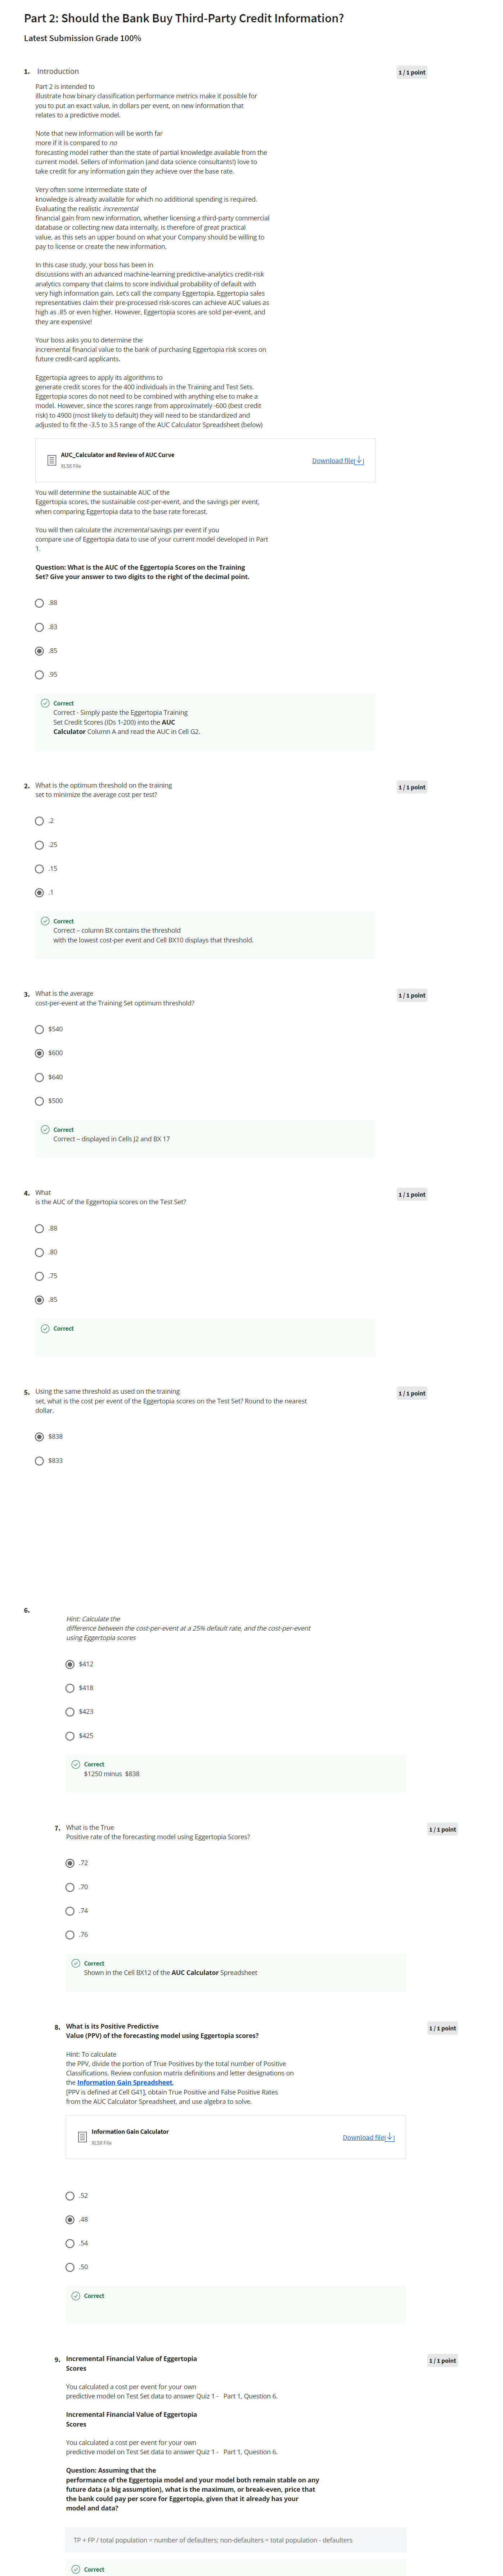 Part 2: Should the Bank Buy Third-Party Credit Information?
Latest Submission Grade 100%
1. Introduction
1 / 1 point
Part 2 is intended to
illustrate how binary classification performance metrics make it possible for
you to put an exact value, in dollars per event, on new information that
relates to a predictive model.
Note that new information will be worth far
more if it is compared to no
forecasting model rather than the state of partial knowledge available from the
current model. Sellers of information (and data science consultants!) love to
take credit for any information gain they achieve over the base rate.
Very often some intermediate state of
knowledge is already available for which no additional spending is required.
Evaluating the realistic incremental
financial gain from new information, whether licensing a third-party commercial
database or collecting new data internally, is therefore of great practical
value, as this sets an upper bound on what your Company should be willing to
pay to license or create the new information.
In this case study, your boss has been in
discussions with an advanced machine-learning predictive-analytics credit-risk
analytics company that claims to score individual probability of default with
very high information gain. Let's call the company Eggertopia. Eggertopia sales
representatives claim their pre-processed risk-scores can achieve AUC values as
high as .85 or even higher. However, Eggertopia scores are sold per-event, and
they are expensive!
Your boss asks you to determine the
incremental financial value to the bank of purchasing Eggertopia risk scores on
future credit-card applicants.
Eggertopia agrees to apply its algorithms to
generate credit scores for the 400 individuals in the Training and Test Sets.
Eggertopia scores do not need to be combined with anything else to make a
model. However, since the scores range from approximately -600 (best credit
risk) to 4900 (most likely to default) they will need to be standardized and
adjusted to fit the -3.5 to 3.5 range of the AUC Calculator Spreadsheet (below)
AUC_Calculator and Review of AUC Curve
XLSX File
Download file
You will determine the sustainable AUC of the
Eggertopia scores, the sustainable cost-per-event, and the savings per event,
when comparing Eggertopia data to the base rate forecast.
You will then calculate the incremental savings per event if you
compare use of Eggertopia data to use of your current model developed in Part
1.
Question: What is the AUC of the Eggertopia Scores on the Training
Set? Give your answer to two digits to the right of the decimal point.
.88
.83
.85
.95
Correct
Correct - Simply paste the Eggertopia Training
Set Credit Scores (IDs 1-200) into the AUC
Calculator Column A and read the AUC in Cell G2.
2. What is the optimum threshold on the training
set to minimize the average cost per test?
1 / 1 point
.2
.25
.15
.1
Correct
Correct – column BX contains the threshold
with the lowest cost-per event and Cell BX10 displays that threshold.
3. What is the average
cost-per-event at the Training Set optimum threshold?
1 / 1 point
$540
$600
$640
$500
Correct
Correct – displayed in Cells J2 and BX 17
4. What
is the AUC of the Eggertopia scores on the Test Set?
1 / 1 point
.88
.80
.75
.85
Correct
5. Using the same threshold as used on the training
set, what is the cost per event of the Eggertopia scores on the Test Set? Round to the nearest
dollar.
1 / 1 point
$838
$833
6.
Hint: Calculate the
difference between the cost-per-event at a 25% default rate, and the cost-per-event
using Eggertopia scores
$412
$418
$423
$425
Correct
$1250 minus $838
7. What is the True
Positive rate of the forecasting model using Eggertopia Scores?
1 / 1 point
.72
.70
.74
.76
Correct
Shown in the Cell BX12 of the AUC Calculator Spreadsheet
8. What is its Positive Predictive
Value (PPV) of the forecasting model using Eggertopia scores?
1 / 1 point
Hint: To calculate
the PPV, divide the portion of True Positives by the total number of Positive
Classifications. Review confusion matrix definitions and letter designations on
the Information Gain Spreadsheet.
[PPV is defined at Cell G41], obtain True Positive and False Positive Rates
from the AUC Calculator Spreadsheet, and use algebra to solve.
Information Gain Calculator
XLSX File
Download file
.52
.48
.54
.50
Correct
9. Incremental Financial Value of Eggertopia
Scores
1 / 1 point
You calculated a cost per event for your own
predictive model on Test Set data to answer Quiz 1 - Part 1, Question 6.
Incremental Financial Value of Eggertopia
Scores
You calculated a cost per event for your own
predictive model on Test Set data to answer Quiz 1 - Part 1, Question 6.
Question: Assuming that the
performance of the Eggertopia model and your model both remain stable on any
future data (a big assumption), what is the maximum, or break-even, price that
the bank could pay per score for Eggertopia, given that it already has your
model and data?
TP + FP / total population = number of defaulters; non-defaulters = total population - defaulters
Correct